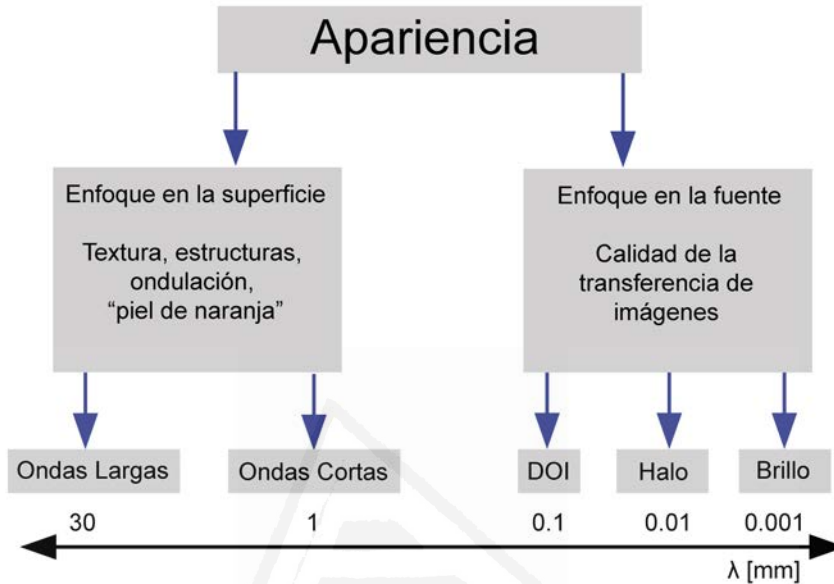 Apariencia
Enfoque en la superficie
Textura, estructuras,
ondulación,
“piel de naranja”
Enfoque en la fuente
Calidad de la
transferencia de
imágenes
Ondas Largas
Ondas Cortas
DOI
Halo
Brillo
30
1
0.1
0.01
0.001
λ [mm]